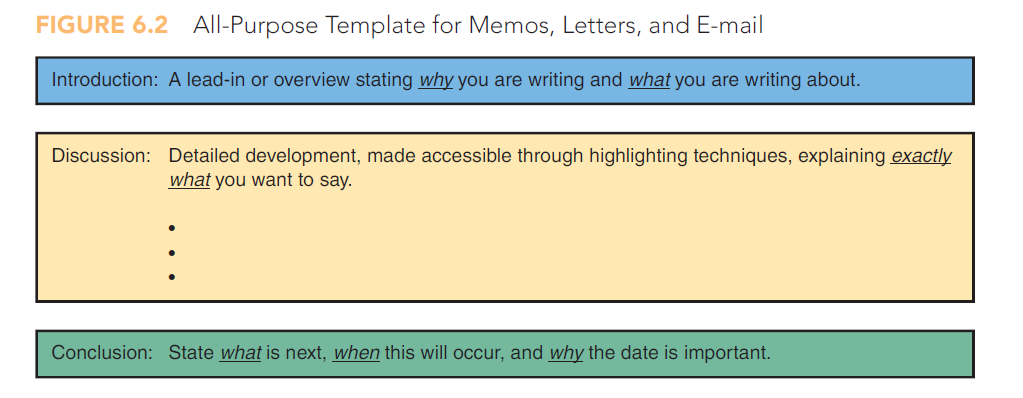 FIGURE 6.2 All-Purpose Template for Memos, Letters, and E-mail
Introduction: A lead-in or overview stating why you are writing and what you are writing about.
Discussion: Detailed development, made accessible through highlighting techniques, explaining exactly
what you want to say.
•
•
•
Conclusion: State what is next, when this will occur, and why the date is important.